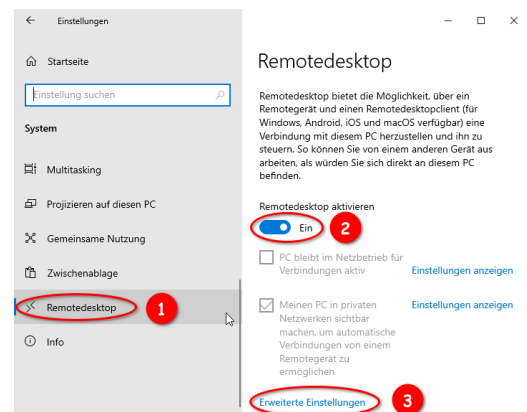 Einstellungen
Startseite
Einstellung suchen
System
Multitasking
Projizieren auf diesen PC
Gemeinsame Nutzung
Zwischenablage
Remotedesktop 1
Info
Remotedesktop
Remotedesktop bietet die Möglichkeit, über ein
Remotegerät und einen Remotedesktopclient (für
Windows, Android, iOS und macOS verfügbar) eine
Verbindung mit diesem PC herzustellen und ihn zu
steuern. So können Sie von einem anderen Gerät aus
arbeiten, als würden Sie sich direkt an diesem PC
befinden.
Remotedesktop aktivieren
Ein 2
PC bleibt im Netzbetrieb für
Verbindungen aktiv Einstellungen anzeigen
Meinen PC in privaten Einstellungen anzeigen
Netzwerken sichtbar
machen, um automatische
Verbindungen von einem
Remotegerät zu
ermöglichen
Erweiterte Einstellungen 3